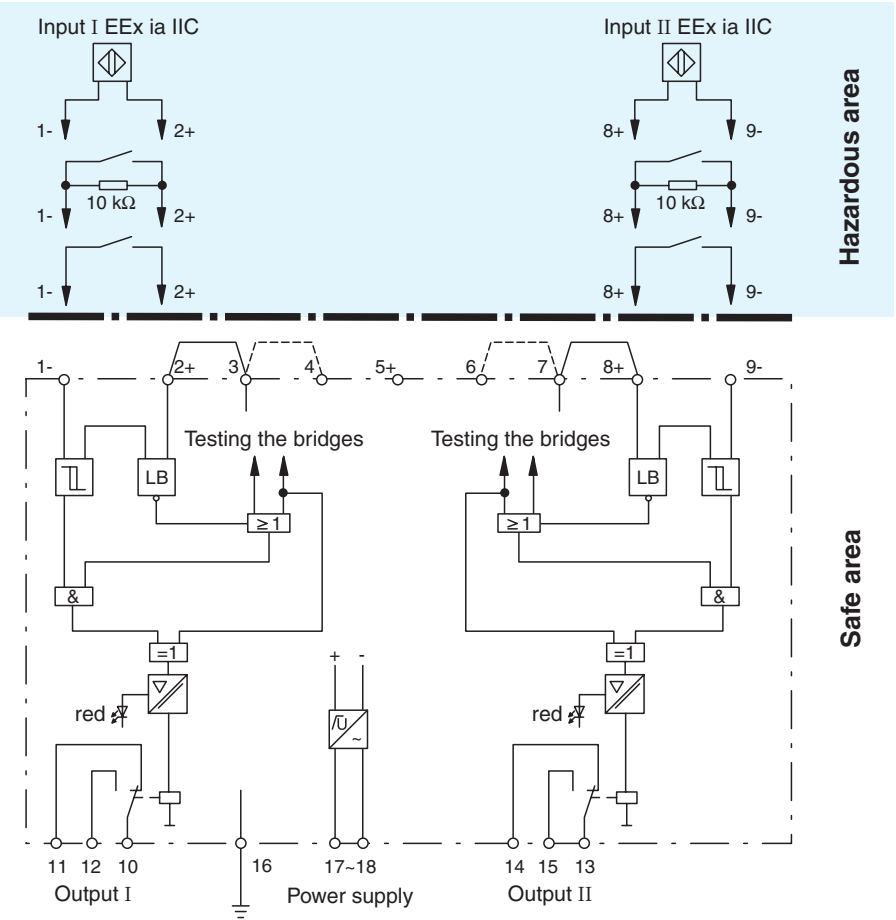 Input I EEx ia IIC
Input II EEx ia IIC
Hazardous area
1- 2+ 8+ 9-
10 kΩ 10 kΩ
1- 2+ 8+ 9-
1- 2+ 8+ 9-
1- 2+ 3 4 5+ 6 7 8+ 9-
Testing the bridges Testing the bridges
LB LB
≥1 ≥1
Safe area
& &
=1 =1
+ -
red red
Ū
~
11 12 10 16 17~18 14 15 13
Output I Power supply Output II